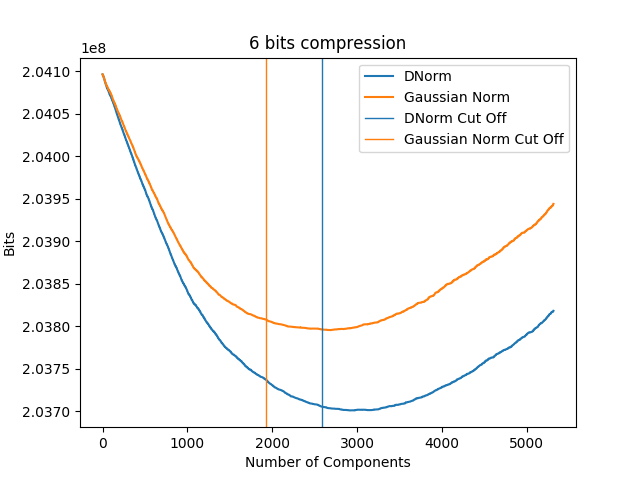 6 bits compression
1e8
2.0410
2.0405
2.0400
2.0395
2.0390
2.0385
2.0380
2.0375
2.0370
Bits
DNorm
Gaussian Norm
DNorm Cut Off
Gaussian Norm Cut Off
0 1000 2000 3000 4000 5000
Number of Components